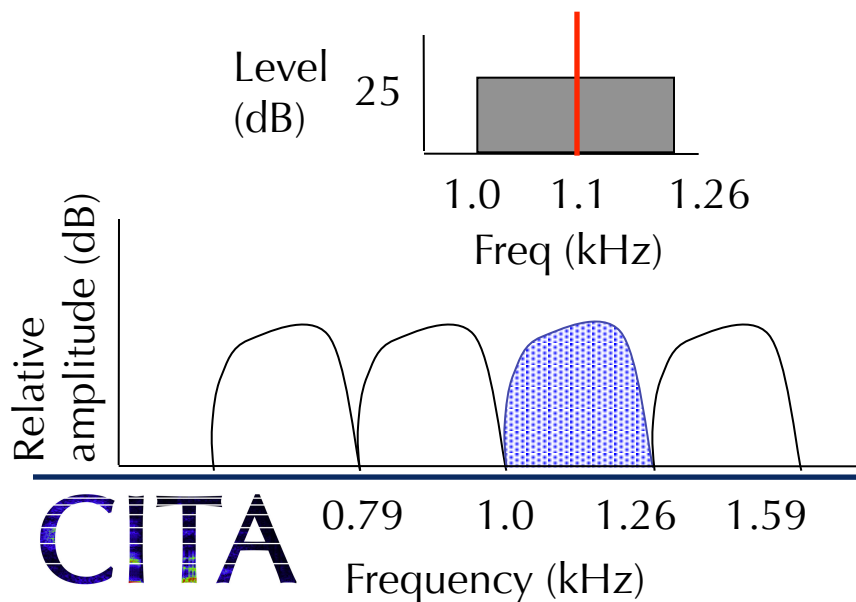 Level
(dB)
25
1.0 1.1 1.26
Freq (kHz)
Relative
amplitude (dB)
0.79 1.0 1.26 1.59
Frequency (kHz)
CITA